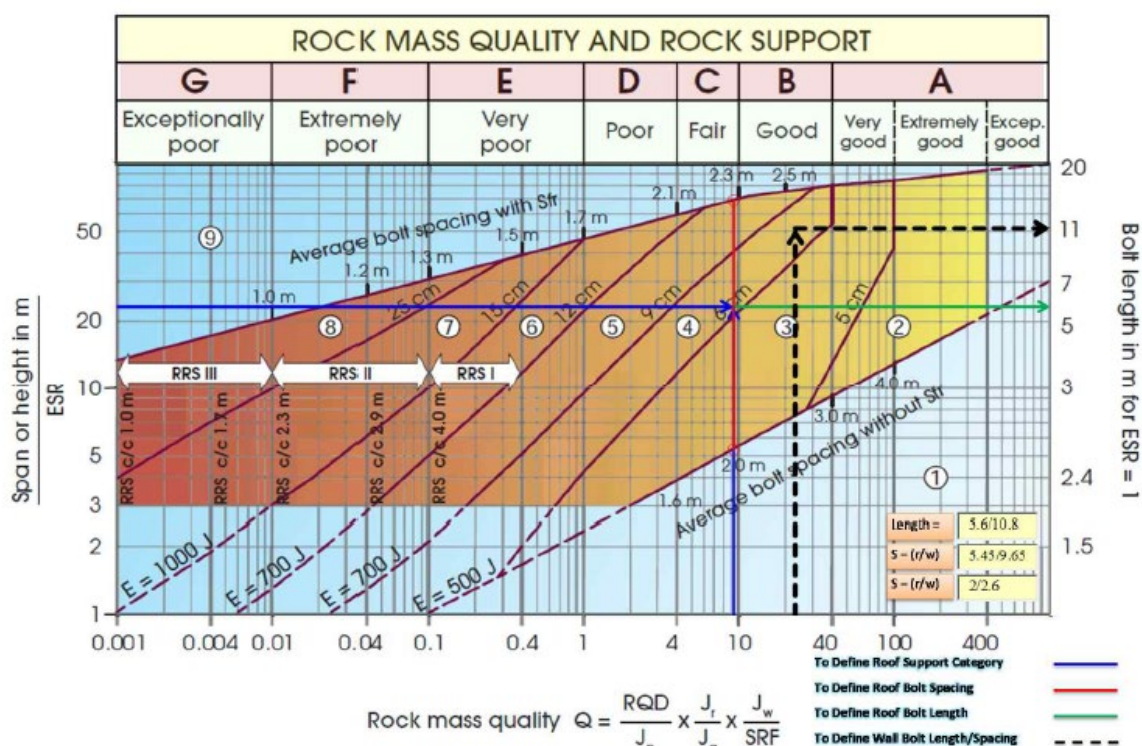 ROCK MASS QUALITY AND ROCK SUPPORT
G F E D C B A
Exceptionally poor
Extremely poor
Very poor
Poor
Fair
Good
Very good
Extremely good
Excep. good
Span or height in m
ESR
50
20
10
5
3
2
1
Average bolt spacing with Sfr
1.0 m
1.2 m
1.3 m
1.5 m
1.7 m
2.1 m
2.3 m
2.5 m
25 cm
15 cm
12 cm
9 cm
5 cm
9
8
7
6
5
4
3
2
1
RRS III
RRS II
RRS I
RRS c/c 1.0 m
RRS c/c 1.7 m
RRS c/c 2.3 m
RRS c/c 2.9 m
RRS c/c 4.0 m
E = 1000 J
E = 700 J
E = 700 J
E = 500 J
1.6 m
2.0 m
3.0 m
4.0 m
Average bolt spacing without Sfr
20
11
7
5
3
2.4
1.5
Bolt length in m for ESR = 1
Length = 5.6/10.8
S = (r/w) 5.45/9.65
S = (r/w) 2/2.6
0.001 0.004 0.01 0.04 0.1 0.4 1 4 10 40 100 400
Rock mass quality Q = RQD/J x Jr/J x Jw/SRF
To Define Roof Support Category
To Define Roof Bolt Spacing
To Define Roof Bolt Length
To Define Wall Bolt Length/Spacing